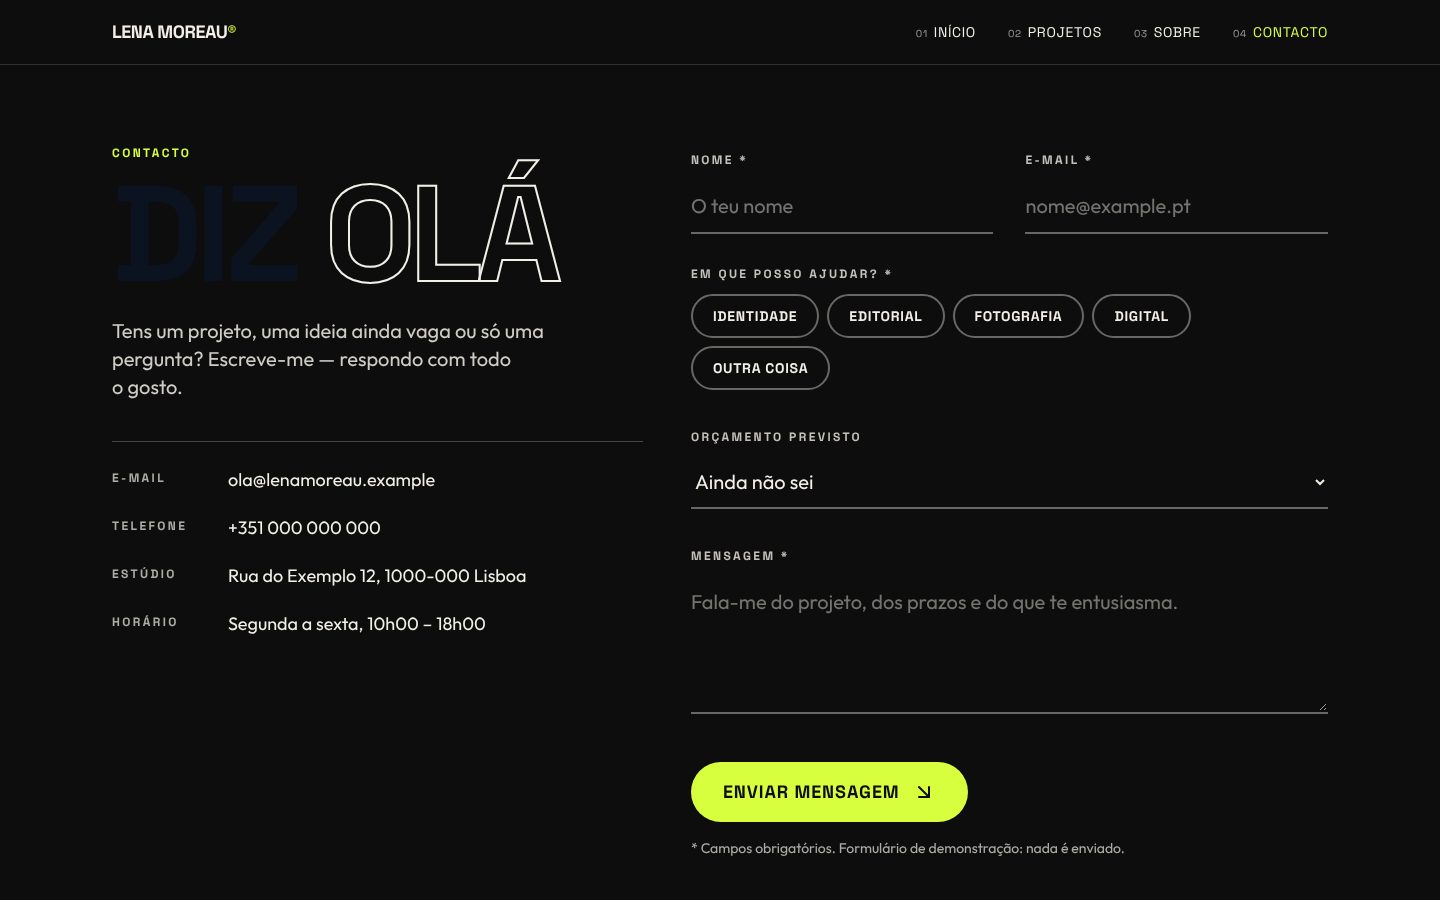 LENA MOREAU®
01 INÍCIO
02 PROJETOS
03 SOBRE
04 CONTACTO
CONTACTO
DIZ OLÁ
Tens um projeto, uma ideia ainda vaga ou só uma
pergunta? Escreve-me — respondo com todo
o gosto.
E-MAIL ola@lenamoreau.example
TELEFONE +351 000 000 000
ESTÚDIO Rua do Exemplo 12, 1000-000 Lisboa
HORÁRIO Segunda a sexta, 10h00 – 18h00
NOME *
O teu nome
E-MAIL *
nome@example.pt
EM QUE POSSO AJUDAR? *
IDENTIDADE
EDITORIAL
FOTOGRAFIA
DIGITAL
OUTRA COISA
ORÇAMENTO PREVISTO
Ainda não sei
MENSAGEM *
Fala-me do projeto, dos prazos e do que te entusiasma.
ENVIAR MENSAGEM
* Campos obrigatórios. Formulário de demonstração: nada é enviado.